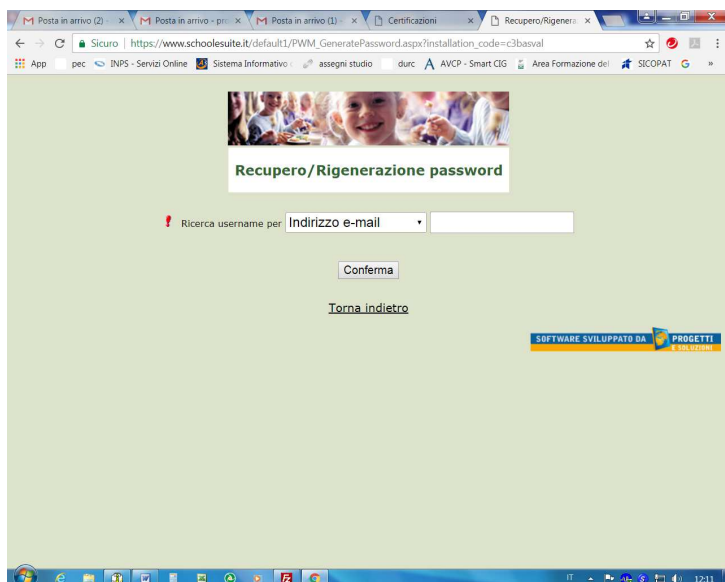 Posta in arrivo (2) -
Posta in arrivo - pro
Posta in arrivo (1) -
Certificazioni
Recupero/Rigenera
Sicuro | https://www.schoolesuite.it/default1/PWM_GeneratePassword.aspx?installation_code=c3basval
App
pec
INPS - Servizi Online
Sistema Informativo
assegni studio
durc
AVCP - Smart CIG
Area Formazione del
SICOPAT
»
Recupero/Rigenerazione password
Ricerca username per Indirizzo e-mail
Conferma
Torna indietro
SOFTWARE SVILUPPATO DA PROGETTI
E SOLUZIONI
IT
12:11